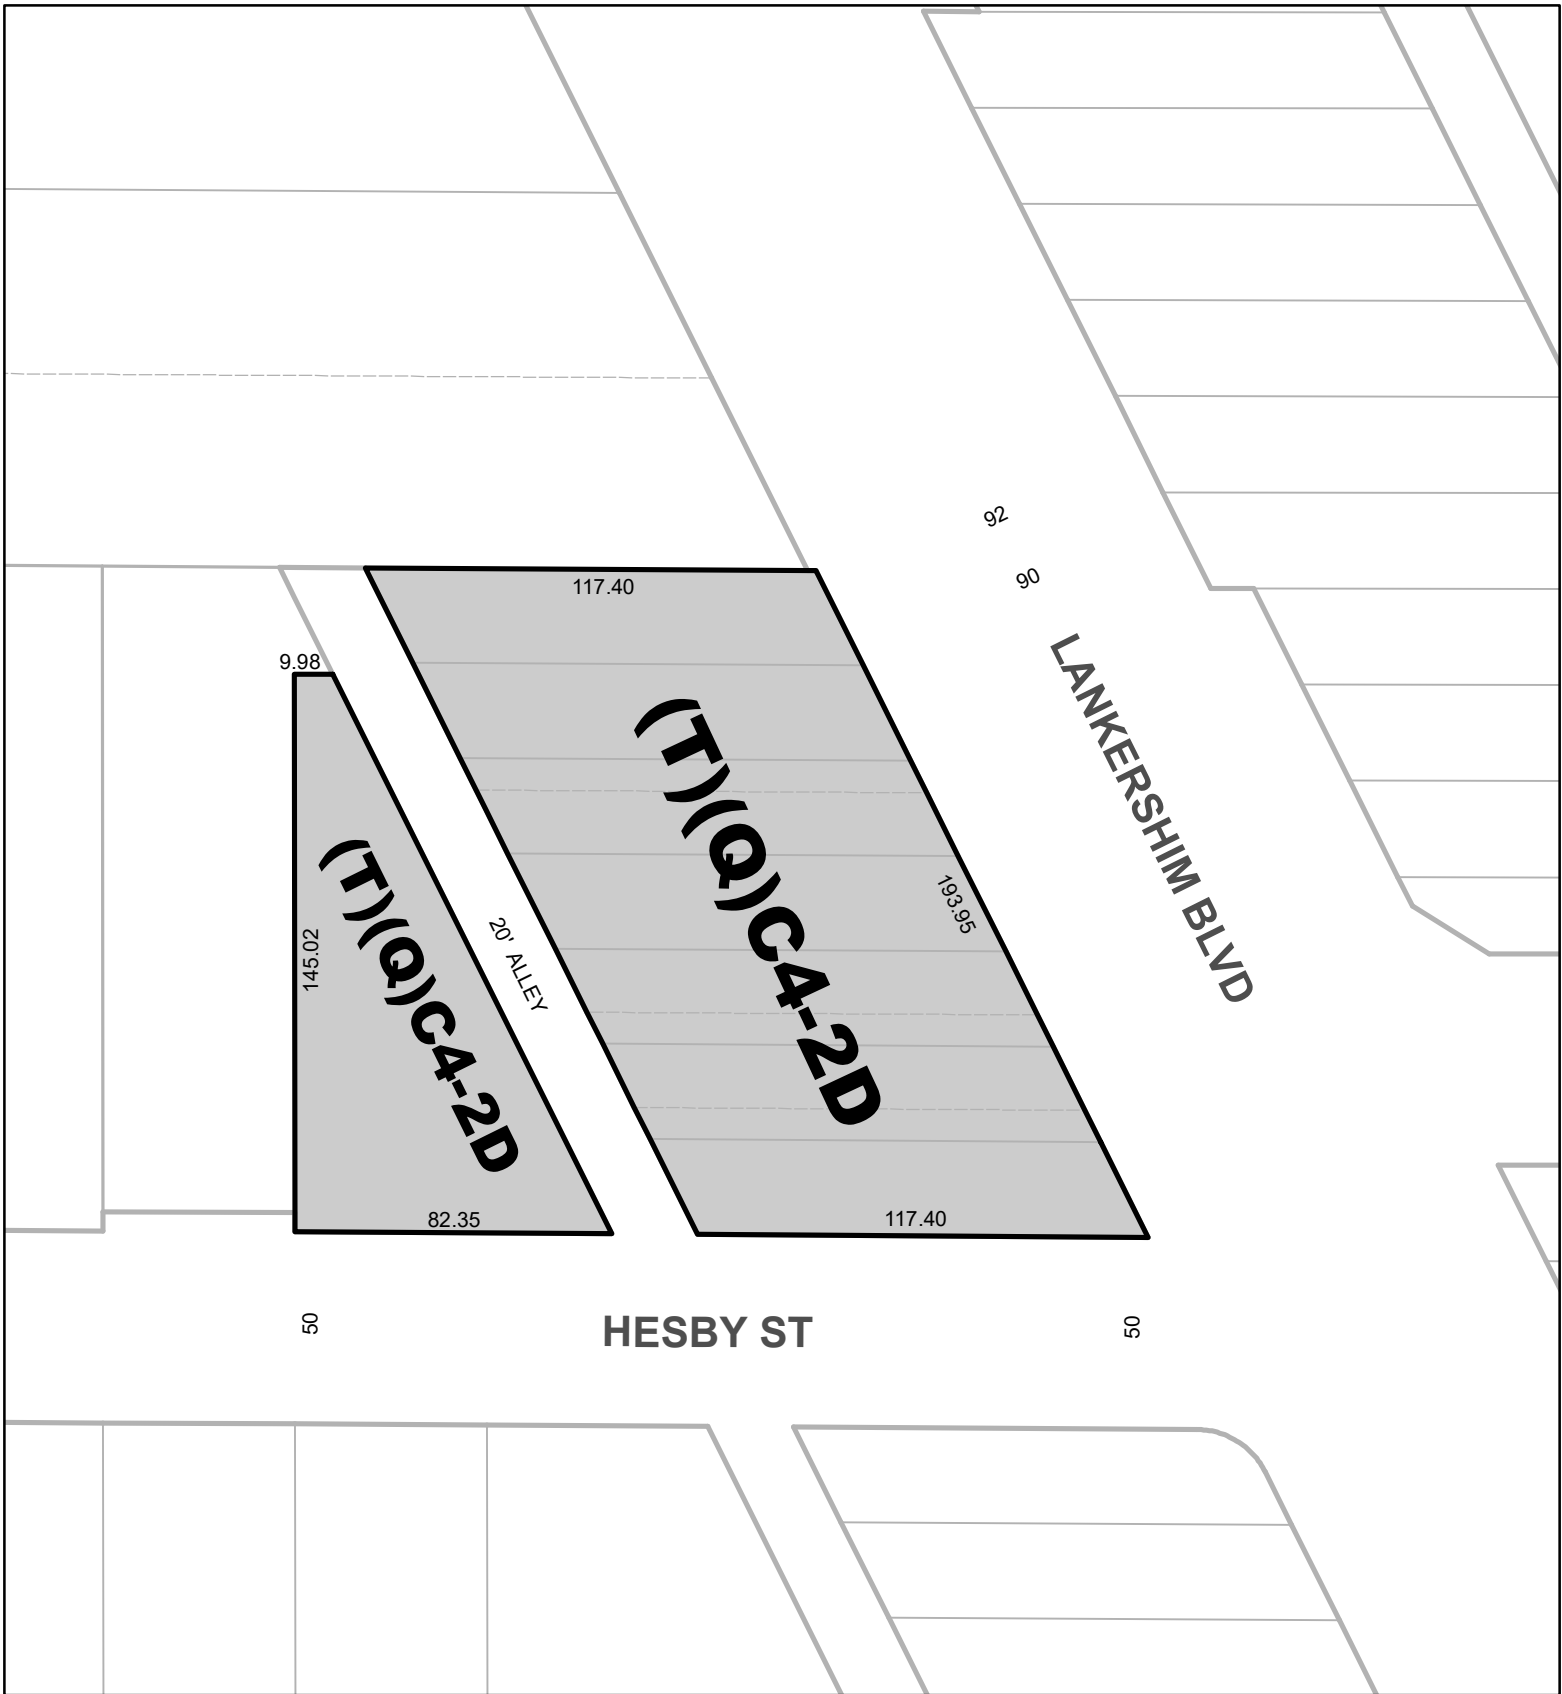 92
90
117.40
9.98
LANKERSHIM BLVD
(T)(Q)C4-2D
193.95
(T)(Q)C4-2D
145.02
20' ALLEY
82.35
117.40
50
HESBY ST
50